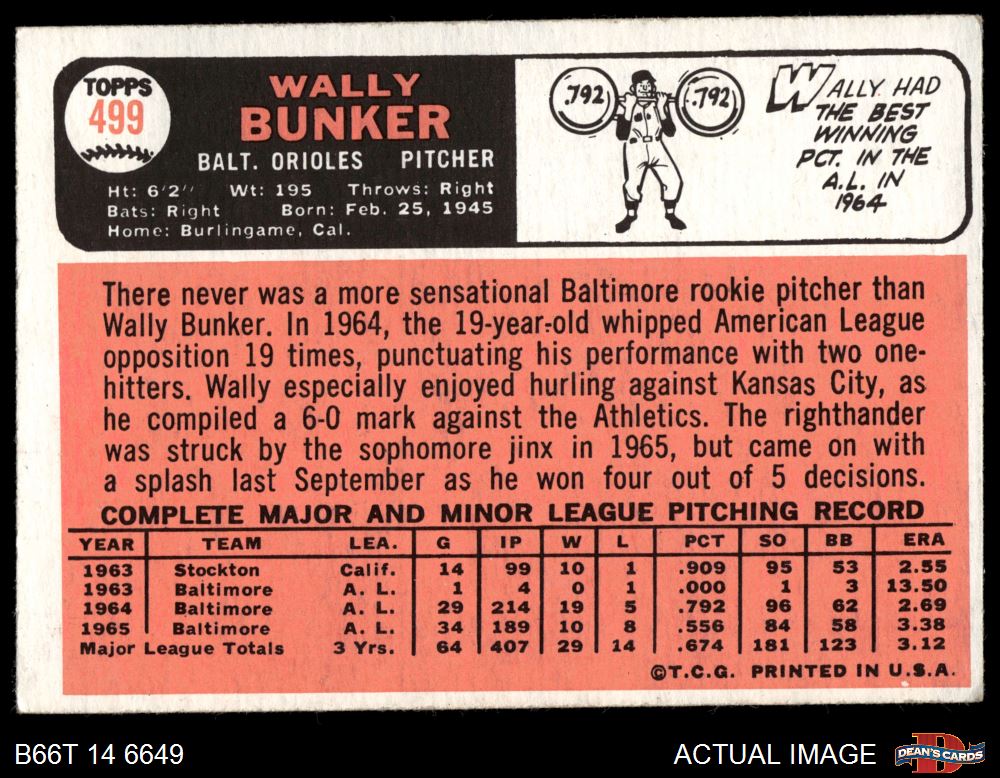 TOPPS
499
WALLY
BUNKER
BALT. ORIOLES PITCHER
Ht: 6'2" Wt: 195 Throws: Right
Bats: Right Born: Feb. 25, 1945
Home: Burlingame, Cal.
.792 .792
WALLY HAD
THE BEST
WINNING
PCT. IN THE
A.L. IN
1964
There never was a more sensational Baltimore rookie pitcher than
Wally Bunker. In 1964, the 19-year-old whipped American League
opposition 19 times, punctuating his performance with two one-
hitters. Wally especially enjoyed hurling against Kansas City, as
he compiled a 6-0 mark against the Athletics. The righthander
was struck by the sophomore jinx in 1965, but came on with
a splash last September as he won four out of 5 decisions.
COMPLETE MAJOR AND MINOR LEAGUE PITCHING RECORD
YEAR TEAM LEA. G IP W L PCT SO BB ERA
1963 Stockton Calif. 14 99 10 1 .909 95 53 2.55
1963 Baltimore A. L. 1 4 0 1 .000 1 3 13.50
1964 Baltimore A. L. 29 214 19 5 .792 96 62 2.69
1965 Baltimore A. L. 34 189 10 8 .556 84 58 3.38
Major League Totals 3 Yrs. 64 407 29 14 .674 181 123 3.12
©T.C.G. PRINTED IN U.S.A.
B66T 14 6649
ACTUAL IMAGE
DEAN'S CARDS